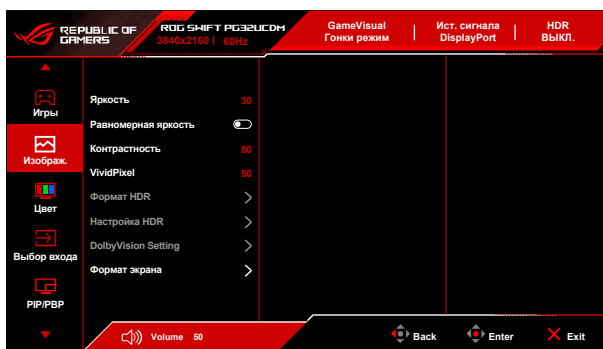 REPUBLIC OF
GAMERS
ROG SWIFT PG32UCDM
3840x2160 | 60Hz
GameVisual
Гонки режим
Ист. сигнала
DisplayPort
HDR
ВЫКЛ.
Игры
Изображ.
Цвет
Выбор входа
PIP/PBP
Яркость 30
Равномерная яркость
Контрастность 80
VividPixel 50
Формат HDR
Настройка HDR
DolbyVision Setting
Формат экрана
Volume 50
Back
Enter
Exit